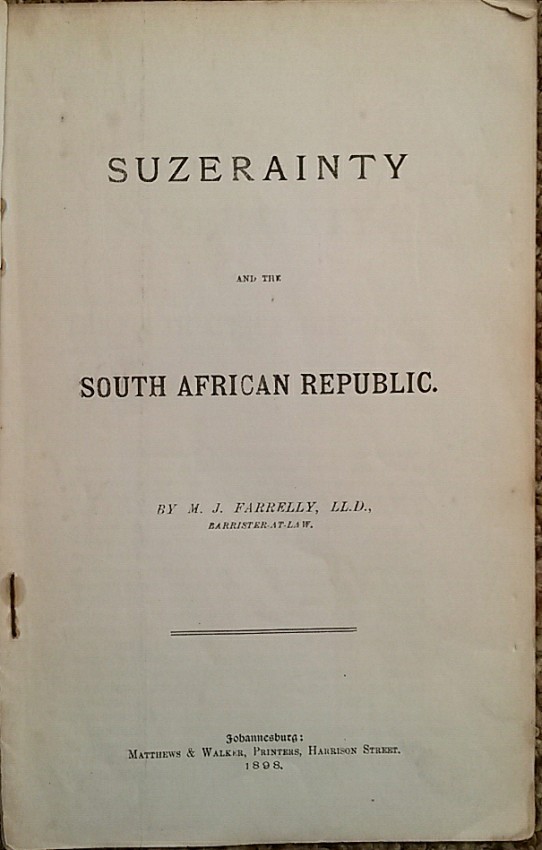 SUZERAINTY
AND THE
SOUTH AFRICAN REPUBLIC.
BY M. J. FARRELLY, LL.D.,
BARRISTER-AT-LAW.
Johannesburg:
MATTHEWS & WALKER, PRINTERS, HARRISON STREET.
1898.